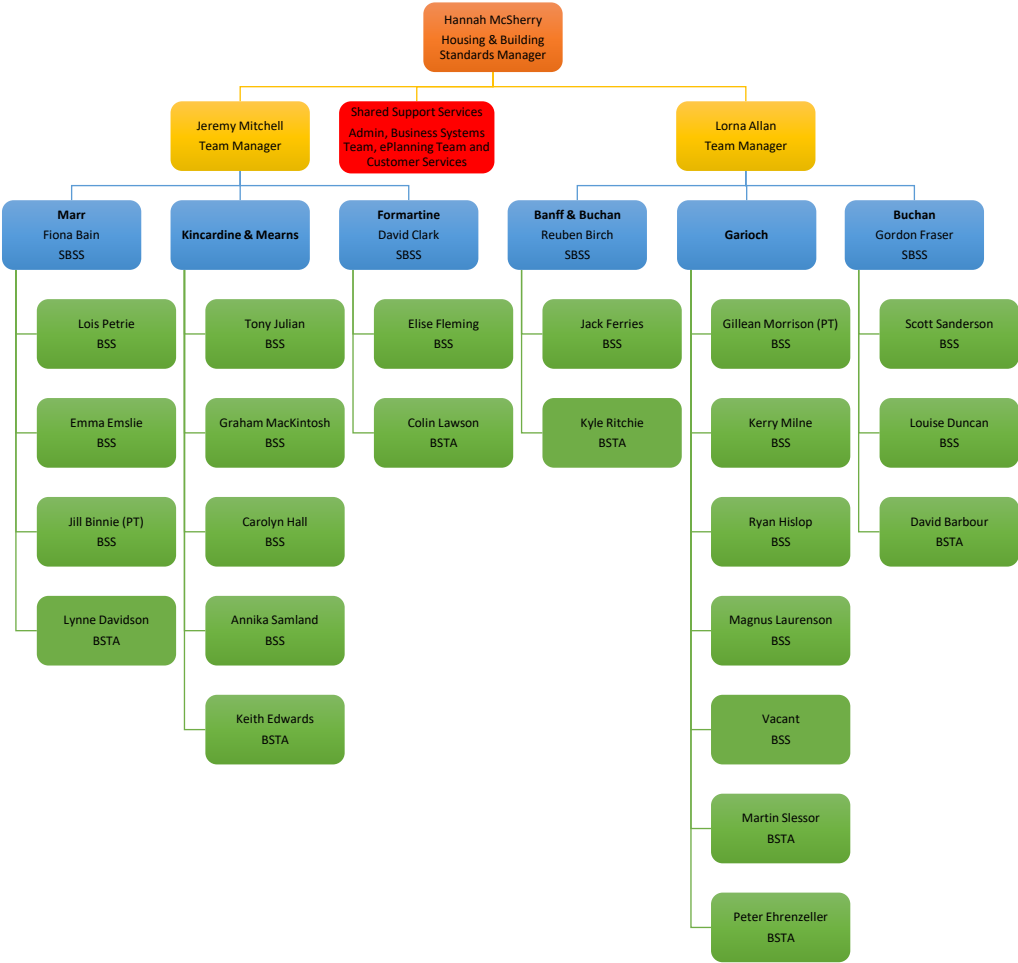 Hannah McSherry
Housing & Building
Standards Manager
Jeremy Mitchell
Team Manager
Shared Support Services
Admin, Business Systems
Team, ePlanning Team and
Customer Services
Lorna Allan
Team Manager
Marr
Fiona Bain
SBSS
Kincardine & Mearns
Formartine
David Clark
SBSS
Banff & Buchan
Reuben Birch
SBSS
Garioch
Buchan
Gordon Fraser
SBSS
Lois Petrie
BSS
Tony Julian
BSS
Elise Fleming
BSS
Jack Ferries
BSS
Gillean Morrison (PT)
BSS
Scott Sanderson
BSS
Emma Emslie
BSS
Graham MacKintosh
BSS
Colin Lawson
BSTA
Kyle Ritchie
BSTA
Kerry Milne
BSS
Louise Duncan
BSS
Jill Binnie (PT)
BSS
Carolyn Hall
BSS
Ryan Hislop
BSS
David Barbour
BSTA
Lynne Davidson
BSTA
Annika Samland
BSS
Magnus Laurenson
BSS
Keith Edwards
BSTA
Vacant
BSS
Martin Slessor
BSTA
Peter Ehrenzeller
BSTA